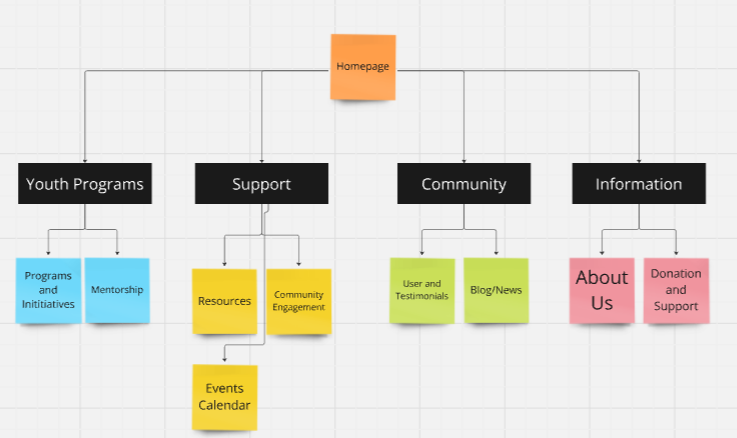 Homepage
Youth Programs
Support
Community
Information
Programs
and
Inititiatives
Mentorship
Resources
Community
Engagement
User and
Testimonials
Blog/News
About
Us
Donation
and
Support
Events
Calendar